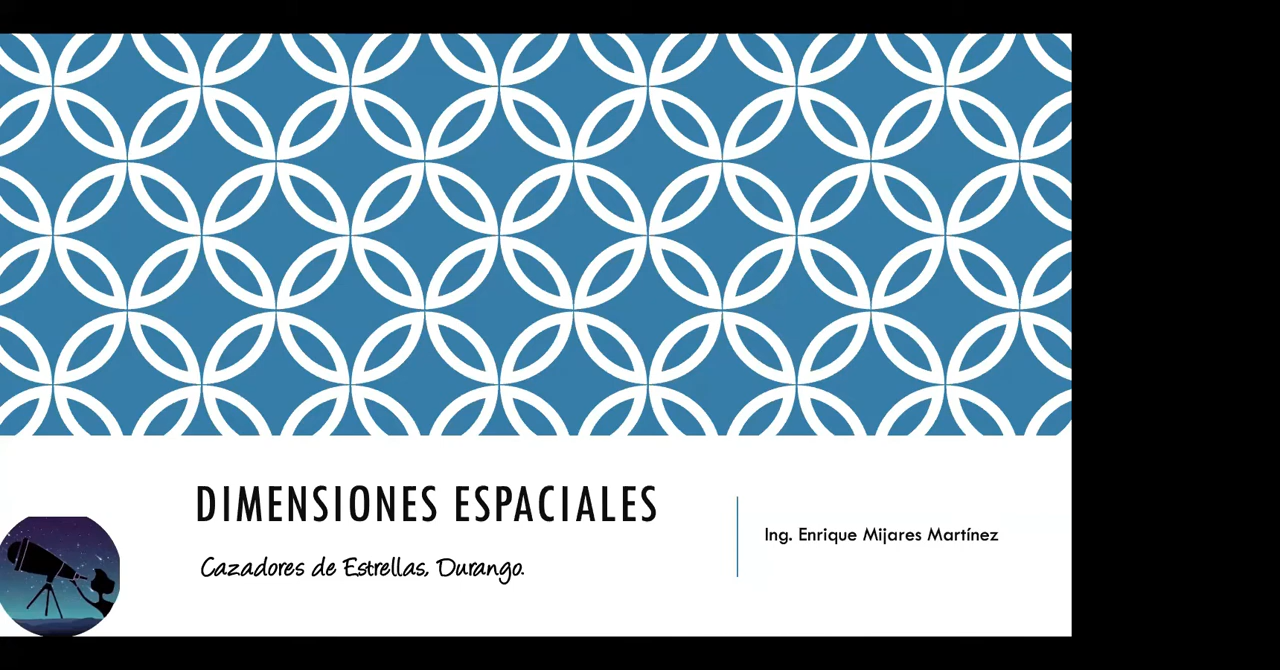 DIMENSIONES ESPACIALES
Cazadores de Estrellas, Durango.
Ing. Enrique Mijares Martínez